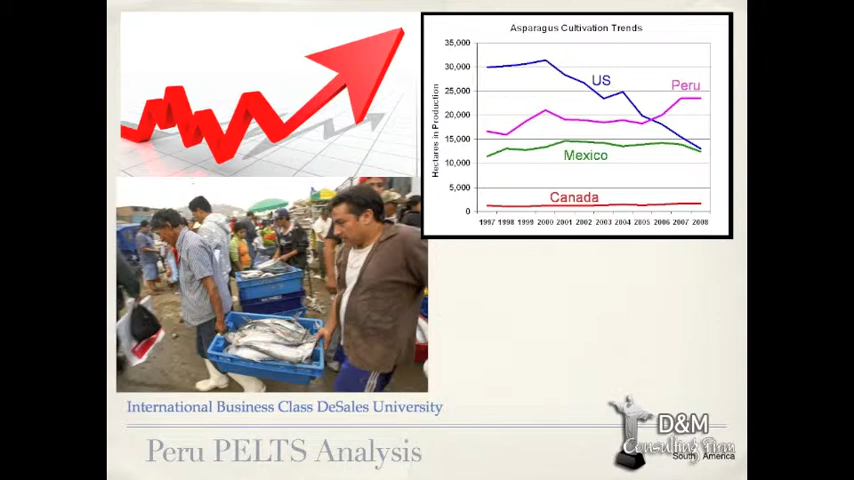 Asparagus Cultivation Trends
35,000
30,000
25,000
20,000
15,000
10,000
5,000
0
Hectares in Production
US
Peru
Mexico
Canada
1997 1998 1999 2000 2001 2002 2003 2004 2005 2006 2007 2008
International Business Class DeSales University
Peru PELTS Analysis
D&M
Consulting Firm
South America